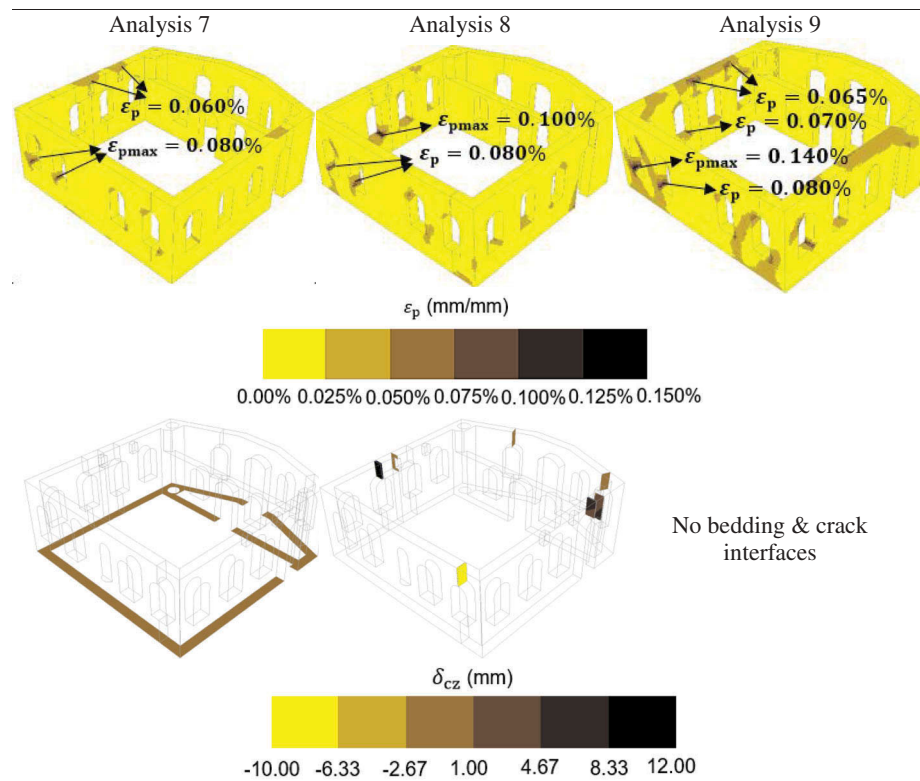 Analysis 7 Analysis 8 Analysis 9
εp = 0.060%
εpmax = 0.080%
εpmax = 0.100%
εp = 0.080%
εp = 0.065%
εp = 0.070%
εpmax = 0.140%
εp = 0.080%
εp (mm/mm)
0.00% 0.025% 0.050% 0.075% 0.100% 0.125% 0.150%
No bedding & crack
interfaces
δcz (mm)
-10.00 -6.33 -2.67 1.00 4.67 8.33 12.00